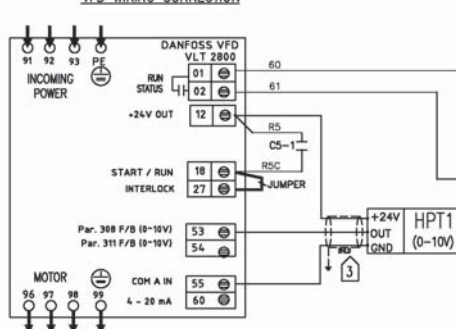 VFD WIRING CONNECTION
91 92 93 PE
INCOMING
POWER
DANFOSS VFD
VLT 2800
RUN
STATUS
01
02
60
61
+24V OUT
12
R5
C5-1
R5C
START / RUN
18
INTERLOCK
27
JUMPER
Par. 308 F/B (0-10V)
53
Par. 311 F/B (0-10V)
54
+24V
OUT
GND
HPT1
(0-10V)
3
MOTOR
96 97 98 99
COM A IN
55
4 - 20 mA
60